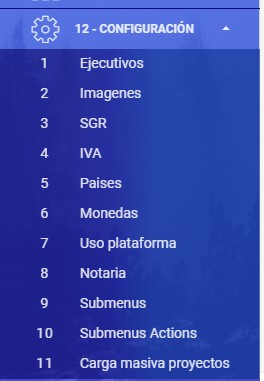 12 - CONFIGURACIÓN
1 Ejecutivos
2 Imagenes
3 SGR
4 IVA
5 Paises
6 Monedas
7 Uso plataforma
8 Notaria
9 Submenus
10 Submenus Actions
11 Carga masiva proyectos